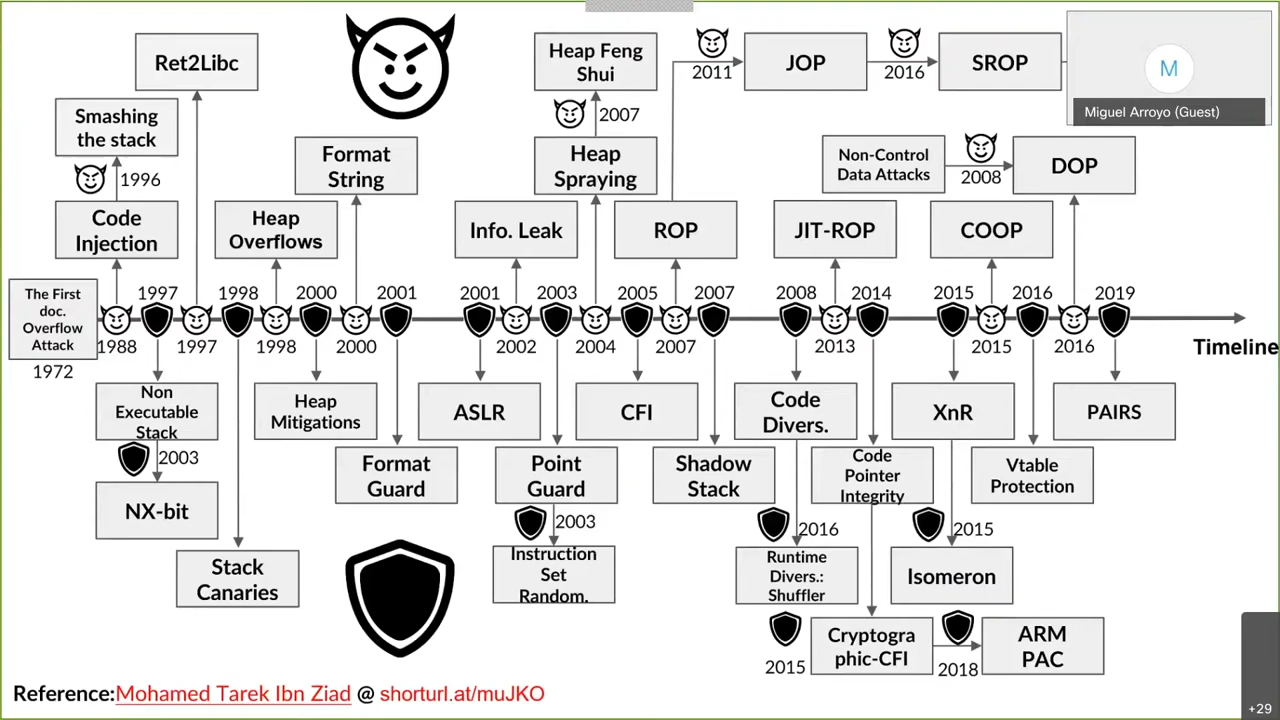 Ret2Libc
Heap Feng
Shui
2011
JOP
2016
SROP
M
Miguel Arroyo (Guest)
Smashing
the stack
2007
1996
Format
String
Heap
Spraying
Non-Control
Data Attacks
2008
DOP
Code
Injection
Heap
Overflows
Info. Leak
ROP
JIT-ROP
COOP
The First
doc.
Overflow
Attack
1972
1997
1998
2000
2001
2001
2003
2005
2007
2008
2014
2015
2016
2019
1988
1997
1998
2000
2002
2004
2007
2013
2015
2016
Timeline
Non
Executable
Stack
Heap
Mitigations
ASLR
CFI
Code
Divers.
XnR
PAIRS
2003
Format
Guard
Point
Guard
Shadow
Stack
Code
Pointer
Integrity
Vtable
Protection
NX-bit
2003
2016
2015
Stack
Canaries
Instruction
Set
Random.
Runtime
Divers.:
Shuffler
Isomeron
2015
Cryptogra
phic-CFI
2018
ARM
PAC
Reference:Mohamed Tarek Ibn Ziad @ shorturl.at/muJKO
+29